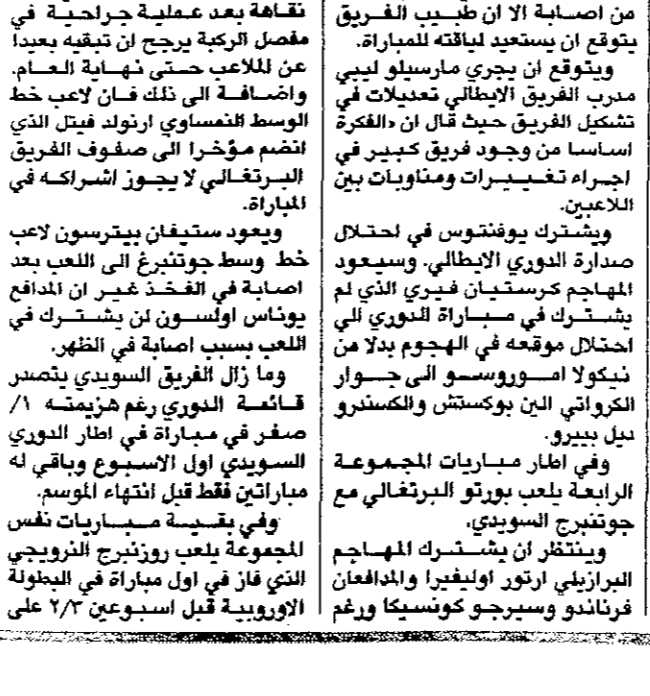 من اصابة الا ان طبيب الفريق
يتوقع ان يستعيد لياقته للمباراة.
ويتوقع ان يجري مارسيلو ليبي
مدرب الفريق الايطالي تعديلات في
تشكيل الفريق حيث قال ان «الفكرة
اساسا من وجود فريق كبير في
اجراء تغييرات ومناوبات بين
اللاعبين.
ويشترك يوفنتوس في احتلال
صدارة الدوري الايطالي. وسيعود
المهاجم كرستيان فيري الذي لم
يشترك في مباراة الدوري الي
احتلال موقعه في الهجوم بدلا من
نيكولا اموروسو الى جوار
الكرواتي الين بوكستش والكسندرو
ديل بييرو.
وفي اطار مباريات المجموعة
الرابعة يلعب بورتو البرتغالي مع
جوتنبرج السويدي.
وينتظر ان يشترك المهاجم
البرازيلي ارتور اوليفيرا والمدافعان
فرناندو وسيرجو كونسيكا ورغم
نقاهة بعد عملية جراحية في
مفصل الركبة يرجح ان تبقيه بعيدا
عن الملاعب حتى نهاية العام.
واضافة الى ذلك فان لاعب خط
الوسط النمساوي ارنولد فيتل الذي
انضم مؤخرا الى صفوف الفريق
البرتغالي لا يجوز اشراكه في
المباراة.
ويعود ستيفان بيترسون لاعب
خط وسط جوتنبرغ الى اللعب بعد
اصابة في الفخذ غير ان المدافع
يوناس اولسون لن يشترك في
اللعب بسبب اصابة في الظهر.
وما زال الفريق السويدي يتصدر
قائمة الدوري رغم هزيمته ١/
صفر في مباراة في اطار الدوري
السويدي اول الاسبوع وباقي له
مباراتين فقط قبل انتهاء الموسم.
وفي بقية مباريات نفس
المجموعة يلعب روزنبرج النرويجي
الذي فاز في اول مباراة في البطولة
الاوروبية قبل اسبوعين ٢/٣ على